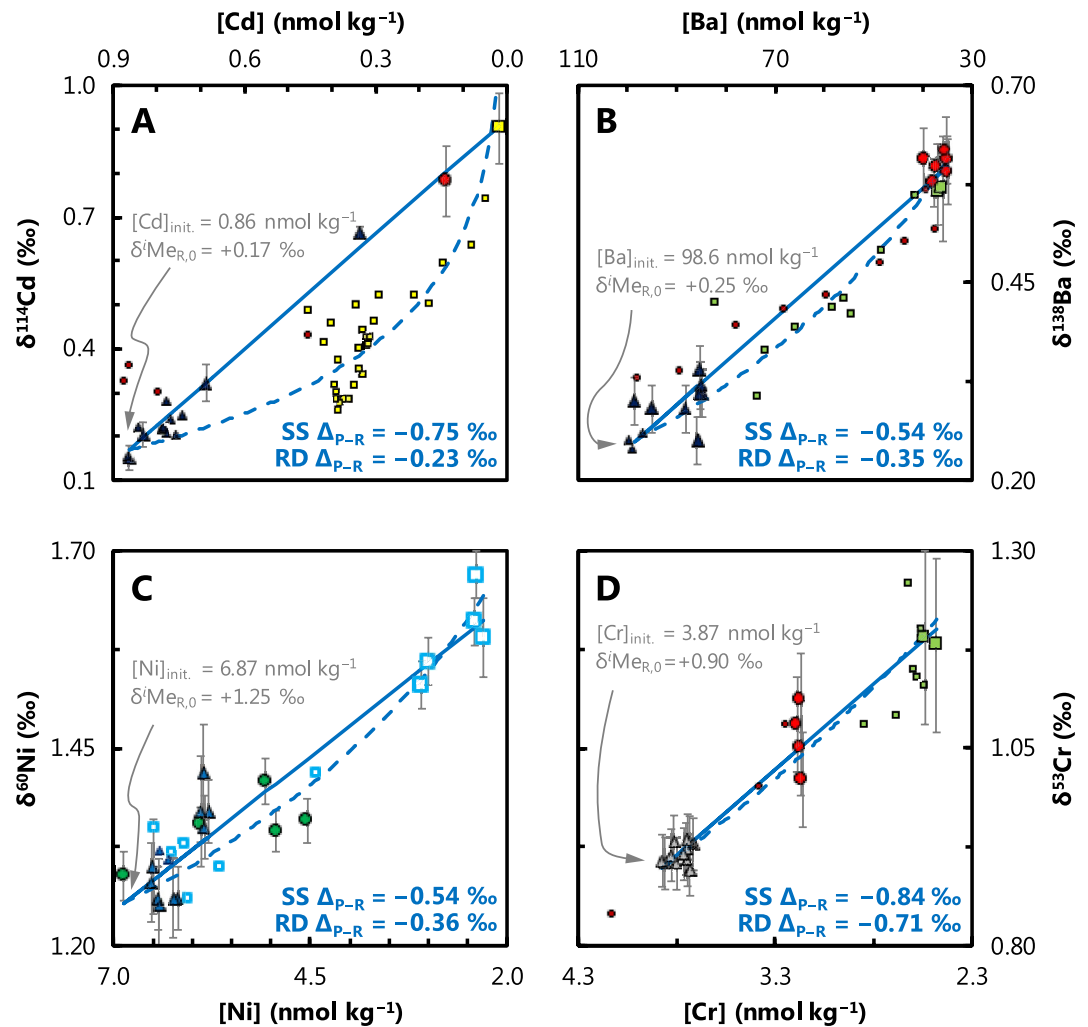 [Cd] (nmol kg⁻¹)
[Ba] (nmol kg⁻¹)
0.9 0.6 0.3 0.0
110 70 30
1.0
0.7
0.4
0.1
δ¹¹⁴Cd (‰)
A
[Cd]init. = 0.86 nmol kg⁻¹
δⁱMeR,0 = +0.17 ‰
SS ΔP−R = −0.75 ‰
RD ΔP−R = −0.23 ‰
B
[Ba]init. = 98.6 nmol kg⁻¹
δⁱMeR,0 = +0.25 ‰
SS ΔP−R = −0.54 ‰
RD ΔP−R = −0.35 ‰
0.70
0.45
0.20
δ¹³⁸Ba (‰)
1.70
1.45
1.20
δ⁶⁰Ni (‰)
C
[Ni]init. = 6.87 nmol kg⁻¹
δⁱMeR,0 = +1.25 ‰
SS ΔP−R = −0.54 ‰
RD ΔP−R = −0.36 ‰
D
[Cr]init. = 3.87 nmol kg⁻¹
δⁱMeR,0 = +0.90 ‰
SS ΔP−R = −0.84 ‰
RD ΔP−R = −0.71 ‰
1.30
1.05
0.80
δ⁵³Cr (‰)
7.0 4.5 2.0
4.3 3.3 2.3
[Ni] (nmol kg⁻¹)
[Cr] (nmol kg⁻¹)